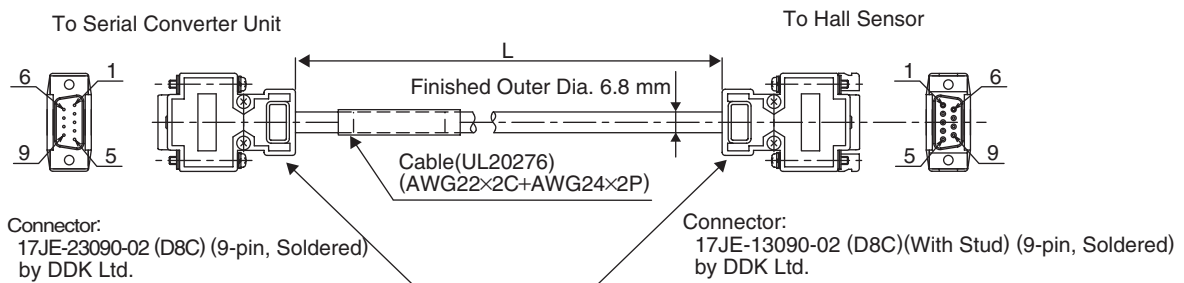 To Serial Converter Unit
To Hall Sensor
L
Finished Outer Dia. 6.8 mm
6
1
9
5
1
6
5
9
Cable(UL20276)
(AWG22×2C+AWG24×2P)
Connector:
17JE-23090-02 (D8C) (9-pin, Soldered)
by DDK Ltd.
Connector:
17JE-13090-02 (D8C)(With Stud) (9-pin, Soldered)
by DDK Ltd.